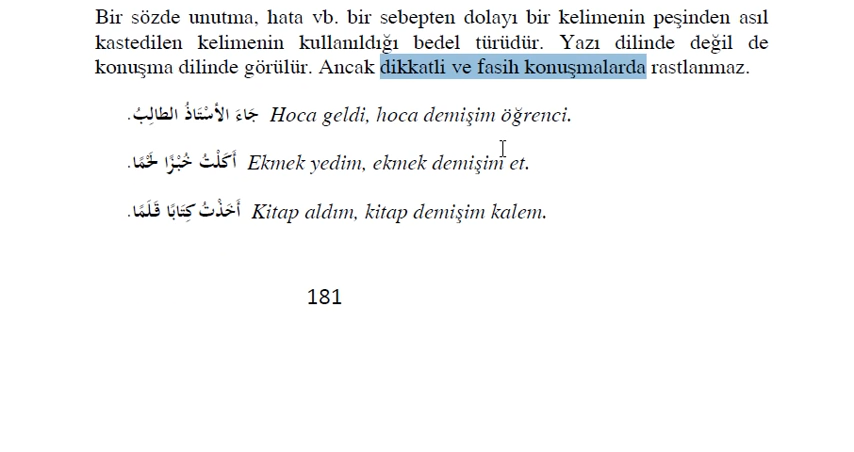 Bir sözde unutma, hata vb. bir sebepten dolayı bir kelimenin peşinden asıl
kastedilen kelimenin kullanıldığı bedel türüdür. Yazı dilinde değil de
konuşma dilinde görülür. Ancak dikkatli ve fasih konuşmalarda rastlanmaz.
جَاءَ الأسْتَاذُ الطالِبُ. Hoca geldi, hoca demişim öğrenci.
أَكَلْتُ خُبْزًا لَحْمًا. Ekmek yedim, ekmek demişim et.
أَخَذْتُ كِتَابًا قَلَمًا. Kitap aldım, kitap demişim kalem.
181